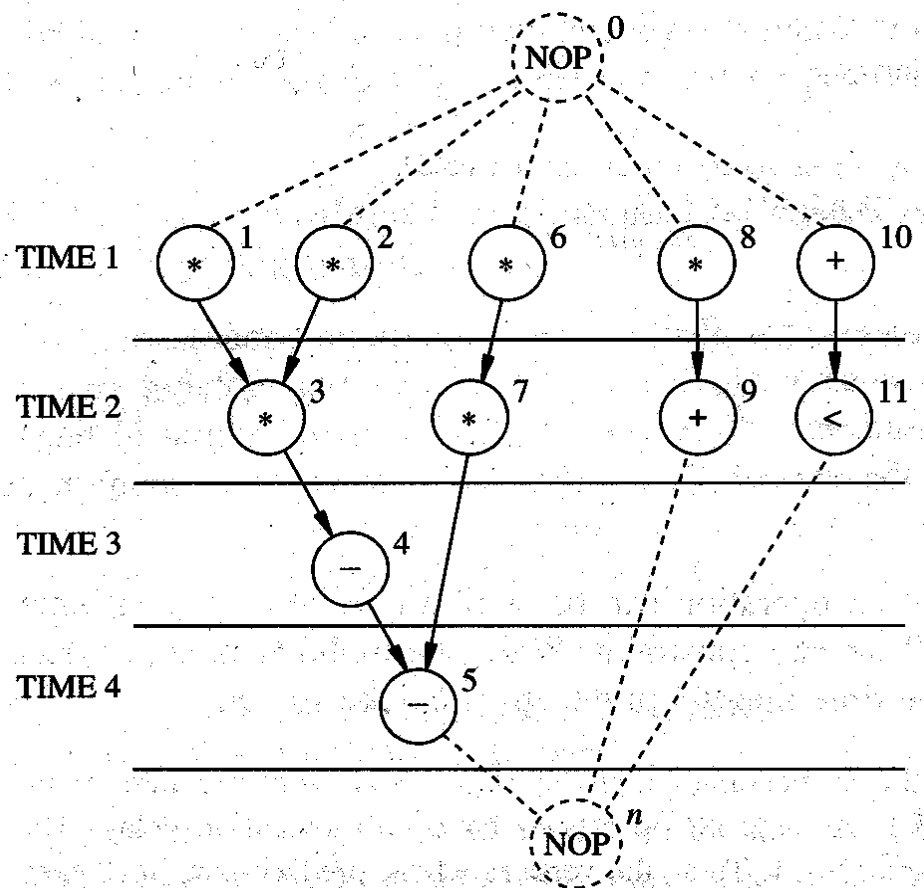 0
NOP
TIME 1
* 1
* 2
* 6
* 8
+ 10
TIME 2
* 3
* 7
+ 9
< 11
TIME 3
− 4
TIME 4
− 5
n
NOP